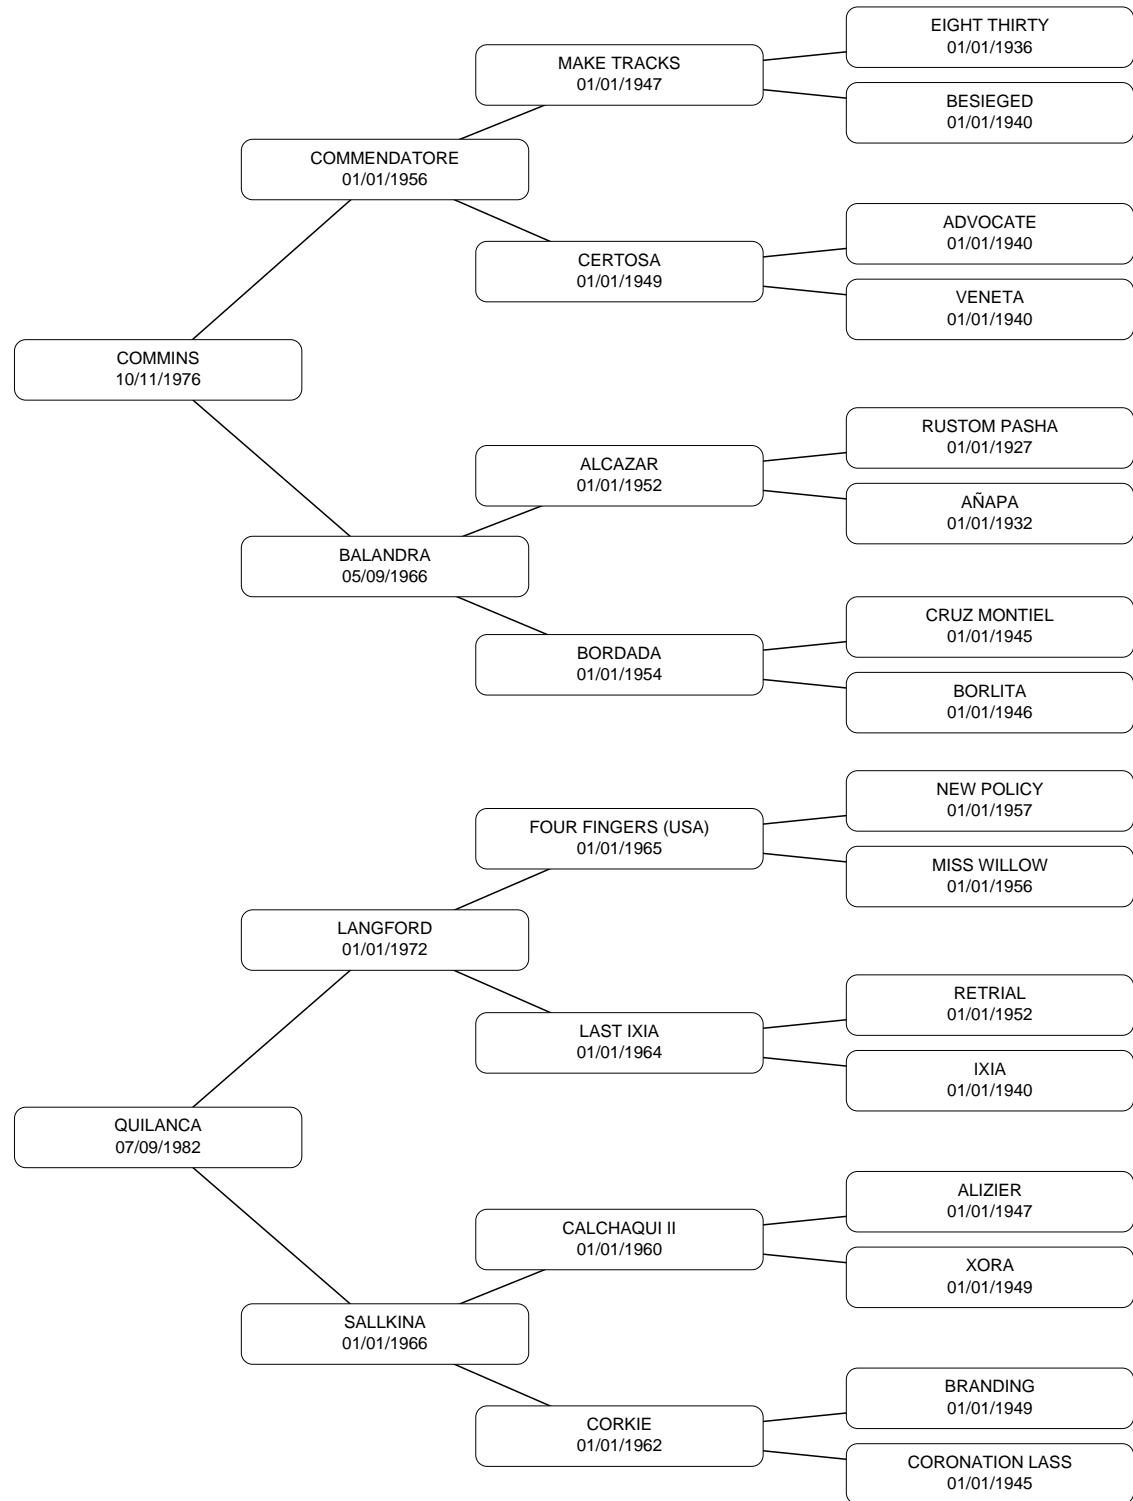 EIGHT THIRTY
01/01/1936
MAKE TRACKS
01/01/1947
BESIEGED
01/01/1940
COMMENDATORE
01/01/1956
ADVOCATE
01/01/1940
CERTOSA
01/01/1949
VENETA
01/01/1940
COMMINS
10/11/1976
RUSTOM PASHA
01/01/1927
ALCAZAR
01/01/1952
AÑAPA
01/01/1932
BALANDRA
05/09/1966
CRUZ MONTIEL
01/01/1945
BORDADA
01/01/1954
BORLITA
01/01/1946
NEW POLICY
01/01/1957
FOUR FINGERS (USA)
01/01/1965
MISS WILLOW
01/01/1956
LANGFORD
01/01/1972
RETRIAL
01/01/1952
LAST IXIA
01/01/1964
IXIA
01/01/1940
QUILANCA
07/09/1982
ALIZIER
01/01/1947
CALCHAQUI II
01/01/1960
XORA
01/01/1949
SALLKINA
01/01/1966
BRANDING
01/01/1949
CORKIE
01/01/1962
CORONATION LASS
01/01/1945